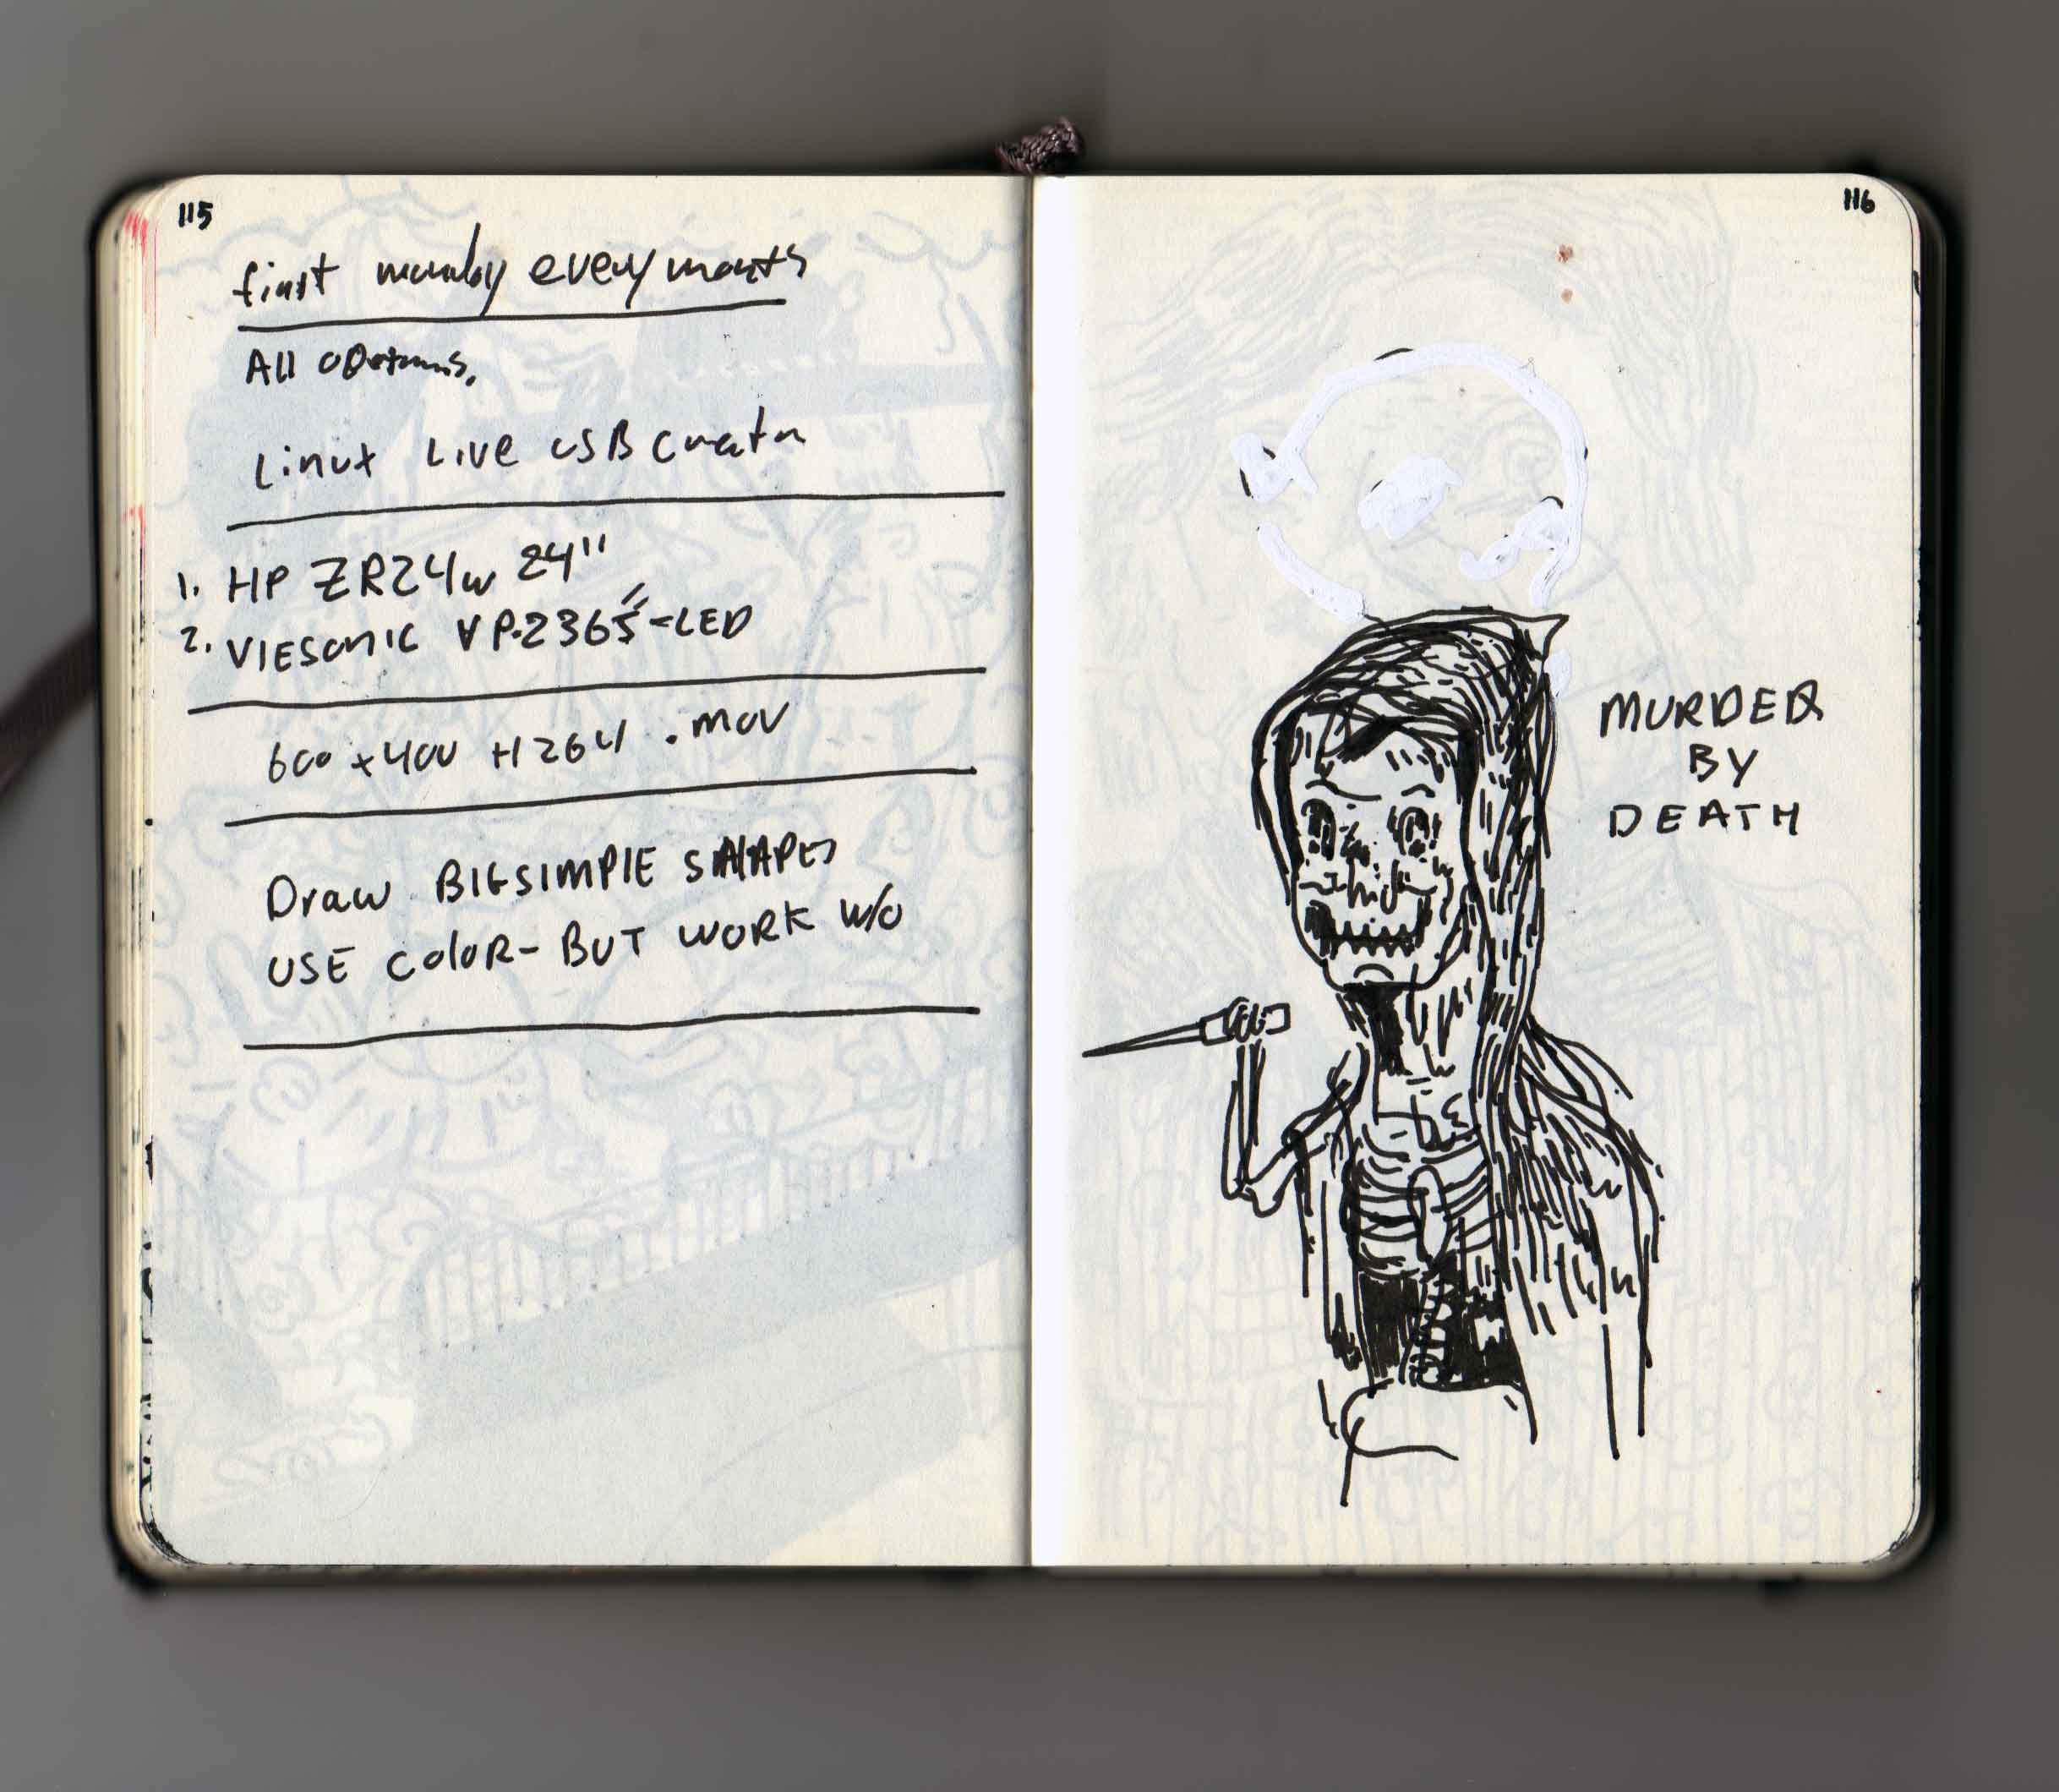 115
first monday every month
All options.
Linux Live USB Creator
1. HP ZR24w 24"
2. VIESONIC VP2365-LED
600 x 400 H264 .mov
Draw BIG SIMPLE SHAPES
USE COLOR - BUT WORK W/O
116
MURDER
BY
DEATH